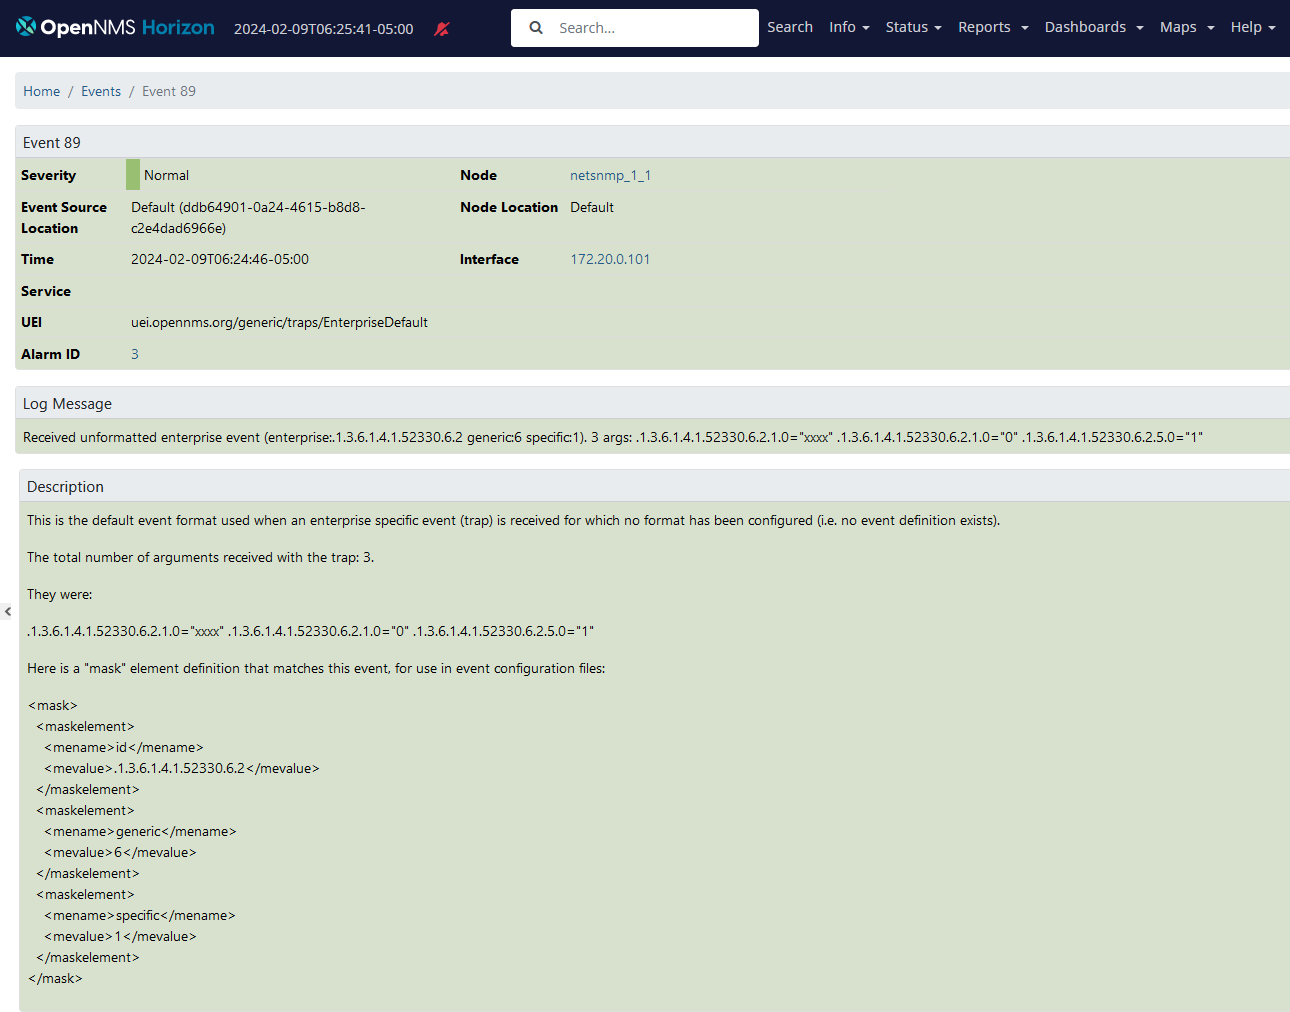 OpenNMS Horizon 2024-02-09T06:25:41-05:00 Search... Search Info Status Reports Dashboards Maps Help
Home / Events / Event 89
Event 89
Severity Normal Node netsnmp_1_1
Event Source Location Default (ddb64901-0a24-4615-b8d8-c2e4dad6966e) Node Location Default
Time 2024-02-09T06:24:46-05:00 Interface 172.20.0.101
Service
UEI uei.opennms.org/generic/traps/EnterpriseDefault
Alarm ID 3
Log Message
Received unformatted enterprise event (enterprise:.1.3.6.1.4.1.52330.6.2 generic:6 specific:1). 3 args: .1.3.6.1.4.1.52330.6.2.1.0="xxxx" .1.3.6.1.4.1.52330.6.2.1.0="0" .1.3.6.1.4.1.52330.6.2.5.0="1"
Description
This is the default event format used when an enterprise specific event (trap) is received for which no format has been configured (i.e. no event definition exists).
The total number of arguments received with the trap: 3.
They were:
.1.3.6.1.4.1.52330.6.2.1.0="xxxx" .1.3.6.1.4.1.52330.6.2.1.0="0" .1.3.6.1.4.1.52330.6.2.5.0="1"
Here is a "mask" element definition that matches this event, for use in event configuration files:
<mask>
<maskelement>
<mename>id</mename>
<mevalue>.1.3.6.1.4.1.52330.6.2</mevalue>
</maskelement>
<maskelement>
<mename>generic</mename>
<mevalue>6</mevalue>
</maskelement>
<maskelement>
<mename>specific</mename>
<mevalue>1</mevalue>
</maskelement>
</mask>